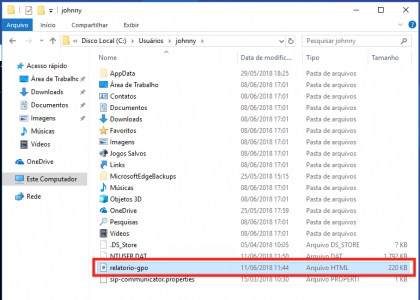 johnny
Arquivo Início Compartilhar Exibir
Disco Local (C:) > Usuários > johnny
Pesquisar johnny
Nome Data de modific... Tipo Tamanho
Acesso rápido
Área de Trabalho
Downloads
Documentos
Imagens
Músicas
Vídeos
OneDrive
Este Computador
Rede
AppData 29/05/2018 18:25 Pasta de arquivos
Área de Trabalho 08/06/2018 17:01 Pasta de arquivos
Contatos 08/06/2018 17:01 Pasta de arquivos
Documentos 08/06/2018 17:01 Pasta de arquivos
Downloads 08/06/2018 17:01 Pasta de arquivos
Favoritos 08/06/2018 17:01 Pasta de arquivos
Imagens 08/06/2018 17:01 Pasta de arquivos
Jogos Salvos 08/06/2018 17:01 Pasta de arquivos
Links 08/06/2018 17:01 Pasta de arquivos
MicrosoftEdgeBackups 08/06/2018 17:01 Pasta de arquivos
Músicas 08/06/2018 17:01 Pasta de arquivos
Objetos 3D 08/06/2018 17:01 Pasta de arquivos
OneDrive 25/05/2018 17:59 Pasta de arquivos
Pesquisas 08/06/2018 17:01 Pasta de arquivos
Vídeos 08/06/2018 17:01 Pasta de arquivos
.DS_Store 05/04/2018 10:05 Arquivo DS_STORE 7 KB
NTUSER.DAT 11/06/2018 11:50 Arquivo DAT 1.792 KB
relatorio-gpo 11/06/2018 11:44 Arquivo HTML 220 KB
sip-communicator.properties 15/03/2018 10:30 Arquivo PROPERTI... 1 KB